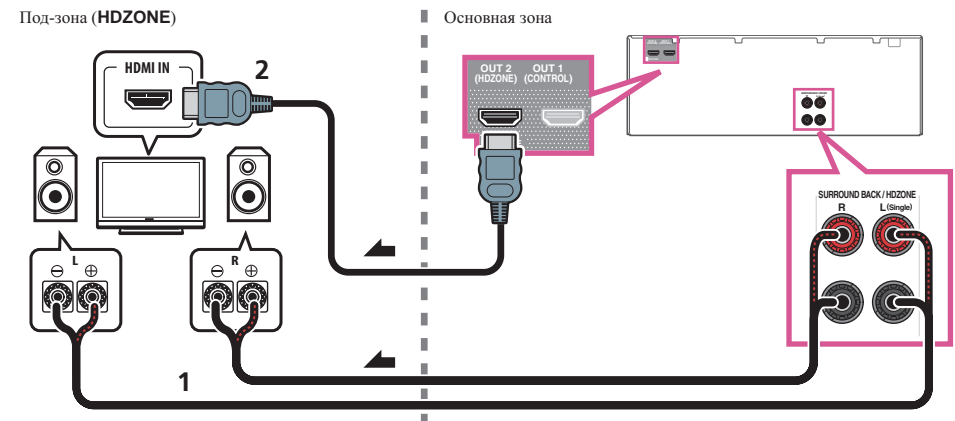 Под-зона (HDZONE)
Основная зона
HDMI IN
2
OUT 2
(HDZONE)
OUT 1
(CONTROL)
SURROUND BACK / HDZONE
R
L (Single)
L
R
1